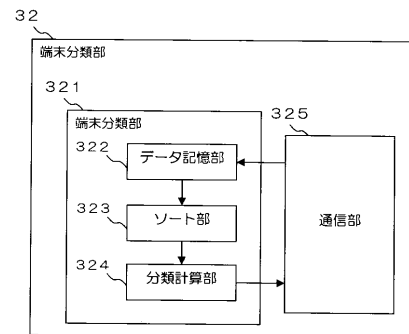 32
端末分類部
321
端末分類部
325
322
データ記憶部
323
ソート部
通信部
324
分類計算部